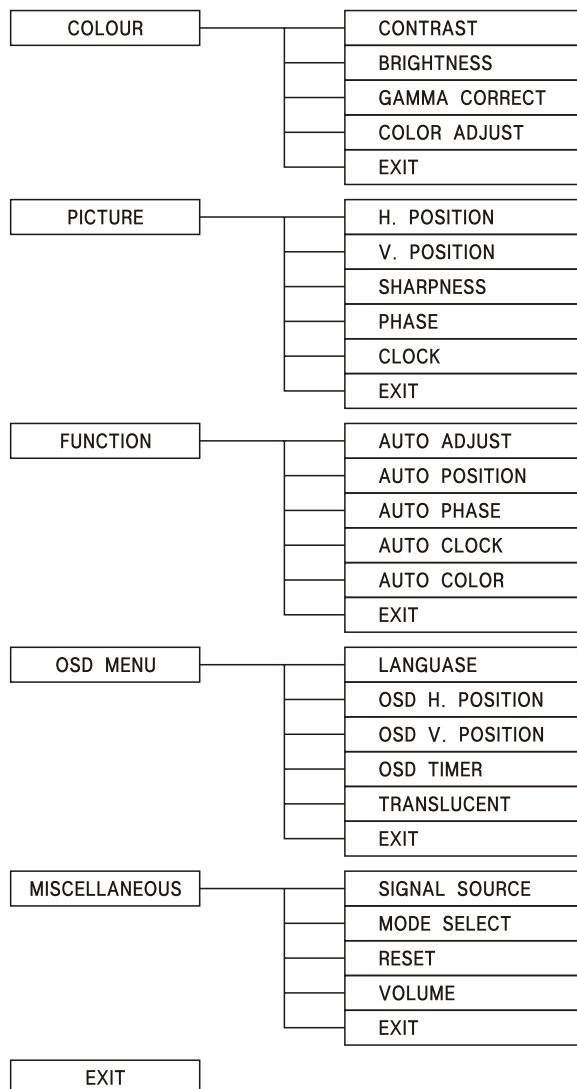 COLOUR
CONTRAST
BRIGHTNESS
GAMMA CORRECT
COLOR ADJUST
EXIT
PICTURE
H. POSITION
V. POSITION
SHARPNESS
PHASE
CLOCK
EXIT
FUNCTION
AUTO ADJUST
AUTO POSITION
AUTO PHASE
AUTO CLOCK
AUTO COLOR
EXIT
OSD MENU
LANGUASE
OSD H. POSITION
OSD V. POSITION
OSD TIMER
TRANSLUCENT
EXIT
MISCELLANEOUS
SIGNAL SOURCE
MODE SELECT
RESET
VOLUME
EXIT
EXIT